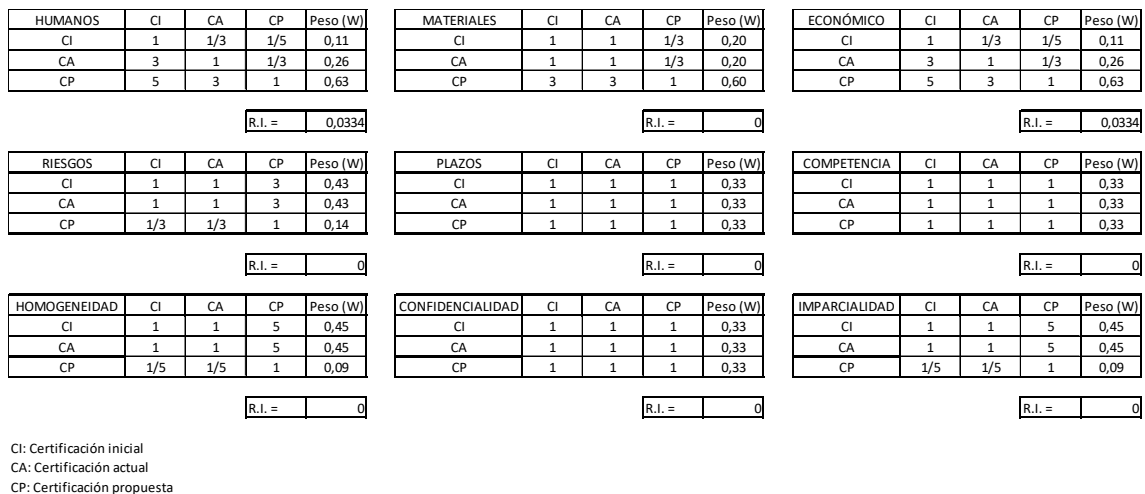 HUMANOS CI CA CP Peso (W) MATERIALES CI CA CP Peso (W) ECONÓMICO CI CA CP Peso (W)
CI 1 1/3 1/5 0,11 CI 1 1 1/3 0,20 CI 1 1/3 1/5 0,11
CA 3 1 1/3 0,26 CA 1 1 1/3 0,20 CA 3 1 1/3 0,26
CP 5 3 1 0,63 CP 3 3 1 0,60 CP 5 3 1 0,63
R.I. = 0,0334 R.I. = 0 R.I. = 0,0334
RIESGOS CI CA CP Peso (W) PLAZOS CI CA CP Peso (W) COMPETENCIA CI CA CP Peso (W)
CI 1 1 3 0,43 CI 1 1 1 0,33 CI 1 1 1 0,33
CA 1 1 3 0,43 CA 1 1 1 0,33 CA 1 1 1 0,33
CP 1/3 1/3 1 0,14 CP 1 1 1 0,33 CP 1 1 1 0,33
R.I. = 0 R.I. = 0 R.I. = 0
HOMOGENEIDAD CI CA CP Peso (W) CONFIDENCIALIDAD CI CA CP Peso (W) IMPARCIALIDAD CI CA CP Peso (W)
CI 1 1 5 0,45 CI 1 1 1 0,33 CI 1 1 5 0,45
CA 1 1 5 0,45 CA 1 1 1 0,33 CA 1 1 5 0,45
CP 1/5 1/5 1 0,09 CP 1 1 1 0,33 CP 1/5 1/5 1 0,09
R.I. = 0 R.I. = 0 R.I. = 0
CI: Certificación inicial
CA: Certificación actual
CP: Certificación propuesta